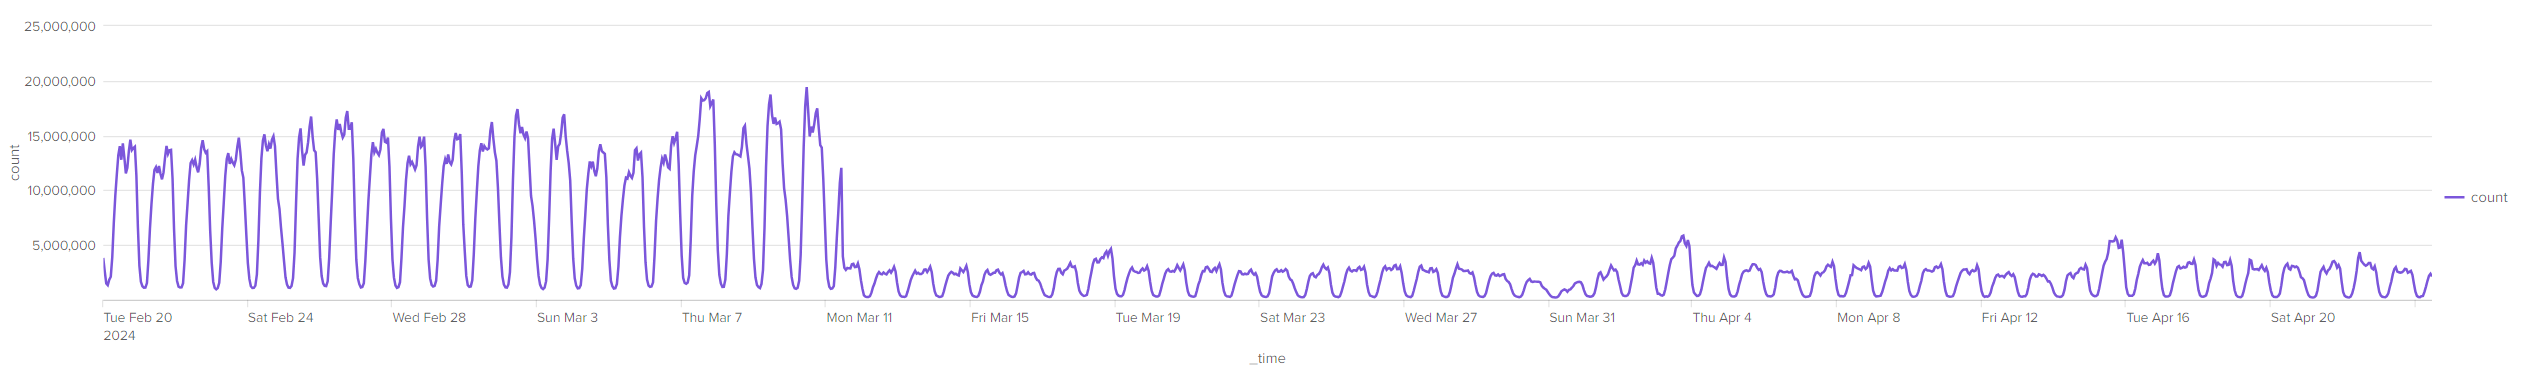 25,000,000
20,000,000
15,000,000
10,000,000
5,000,000
count
Tue Feb 20
2024
Sat Feb 24
Wed Feb 28
Sun Mar 3
Thu Mar 7
Mon Mar 11
Fri Mar 15
Tue Mar 19
Sat Mar 23
Wed Mar 27
Sun Mar 31
Thu Apr 4
Mon Apr 8
Fri Apr 12
Tue Apr 16
Sat Apr 20
_time
count